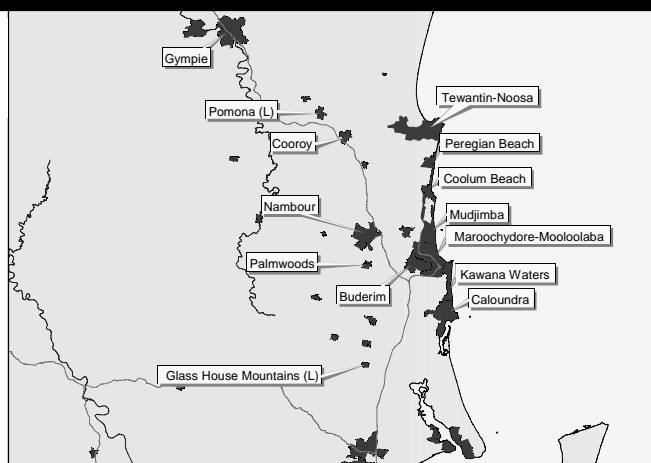 Gympie
Tewantin-Noosa
Pomona (L)
Cooroy
Peregian Beach
Coolum Beach
Nambour
Mudjimba
Maroochydore-Mooloolaba
Palmwoods
Kawana Waters
Buderim
Caloundra
Glass House Mountains (L)